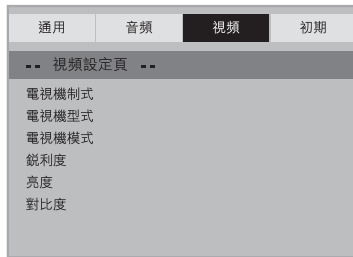 通用 音頻 視頻 初期
-- 視頻設定頁 --
電視機制式
電視機型式
電視機模式
銳利度
亮度
對比度